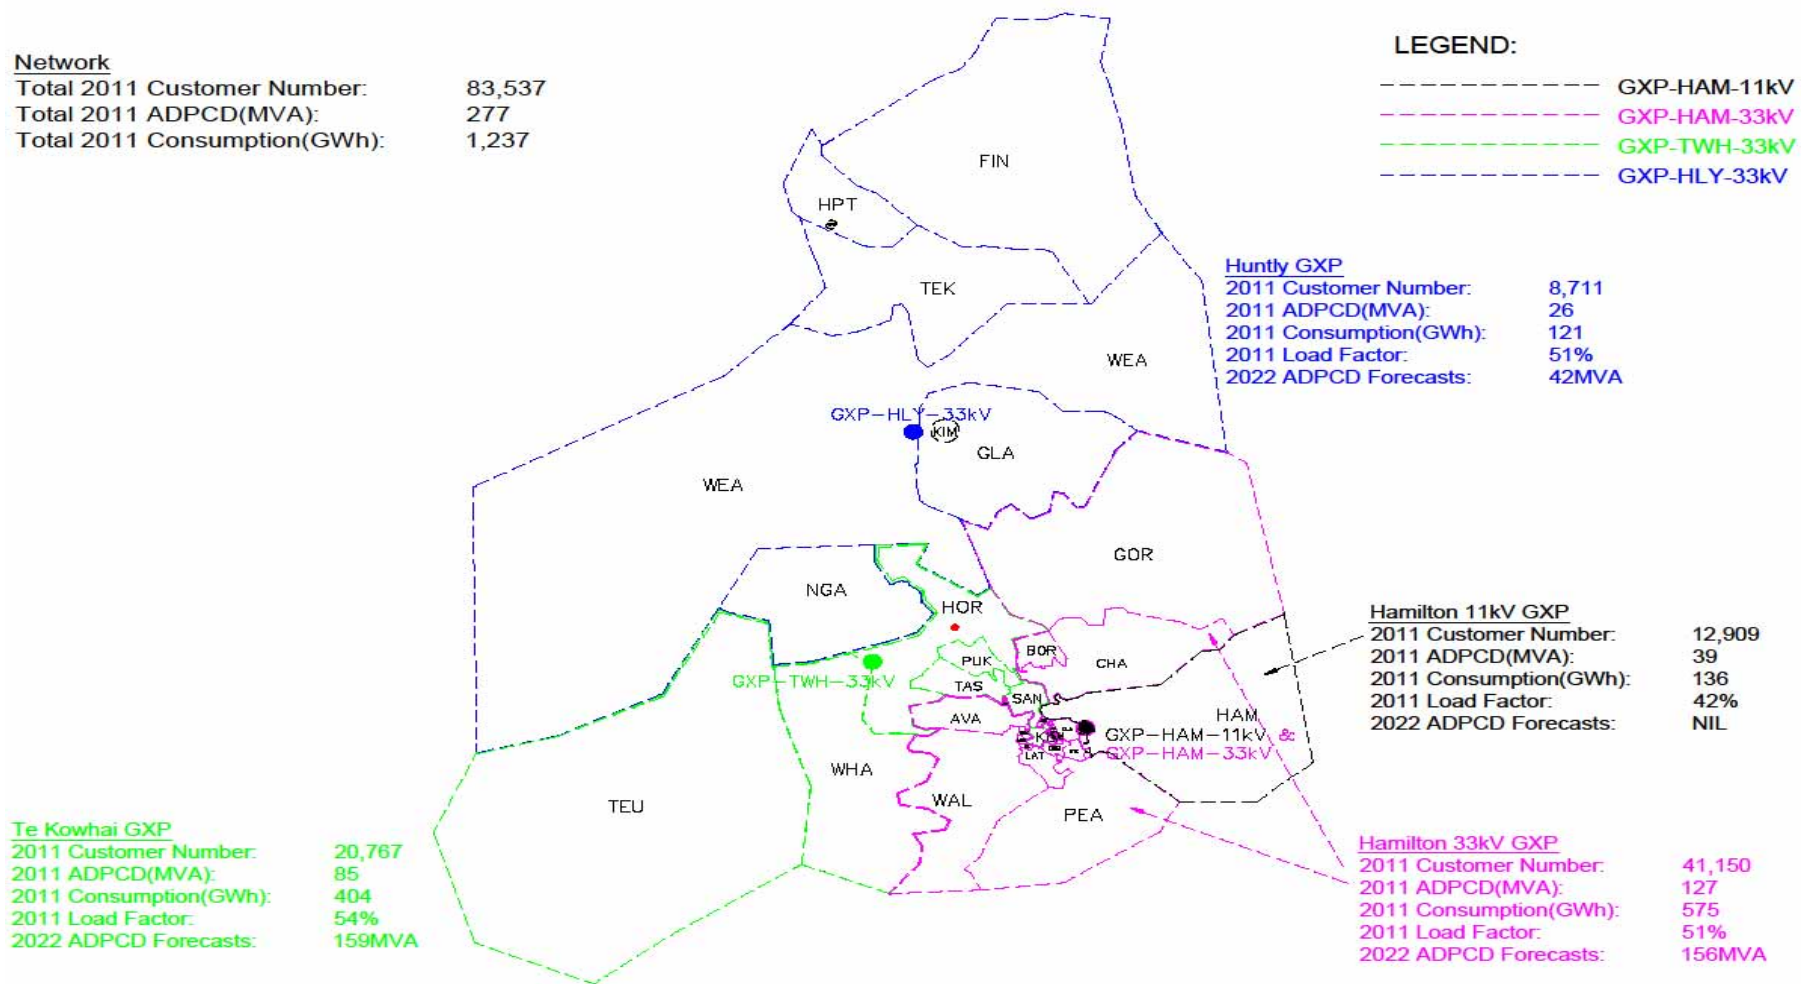 Network
Total 2011 Customer Number: 83,537
Total 2011 ADPCD(MVA): 277
Total 2011 Consumption(GWh): 1,237
LEGEND:
GXP-HAM-11kV
GXP-HAM-33kV
GXP-TWH-33kV
GXP-HLY-33kV
FIN
HPT
TEK
WEA
Huntly GXP
2011 Customer Number: 8,711
2011 ADPCD(MVA): 26
2011 Consumption(GWh): 121
2011 Load Factor: 51%
2022 ADPCD Forecasts: 42MVA
GXP-HLY-33kV
KIM
GLA
WEA
GOR
NGA
HOR
BOR
CHA
PUK
GXP-TWH-33kV
TAS
SAN
AVA
HAM
GXP-HAM-11kV &
GXP-HAM-33kV
LAT
WHA
WAL
TEU
PEA
Hamilton 11kV GXP
2011 Customer Number: 12,909
2011 ADPCD(MVA): 39
2011 Consumption(GWh): 136
2011 Load Factor: 42%
2022 ADPCD Forecasts: NIL
Te Kowhai GXP
2011 Customer Number: 20,767
2011 ADPCD(MVA): 85
2011 Consumption(GWh): 404
2011 Load Factor: 54%
2022 ADPCD Forecasts: 159MVA
Hamilton 33kV GXP
2011 Customer Number: 41,150
2011 ADPCD(MVA): 127
2011 Consumption(GWh): 575
2011 Load Factor: 51%
2022 ADPCD Forecasts: 156MVA